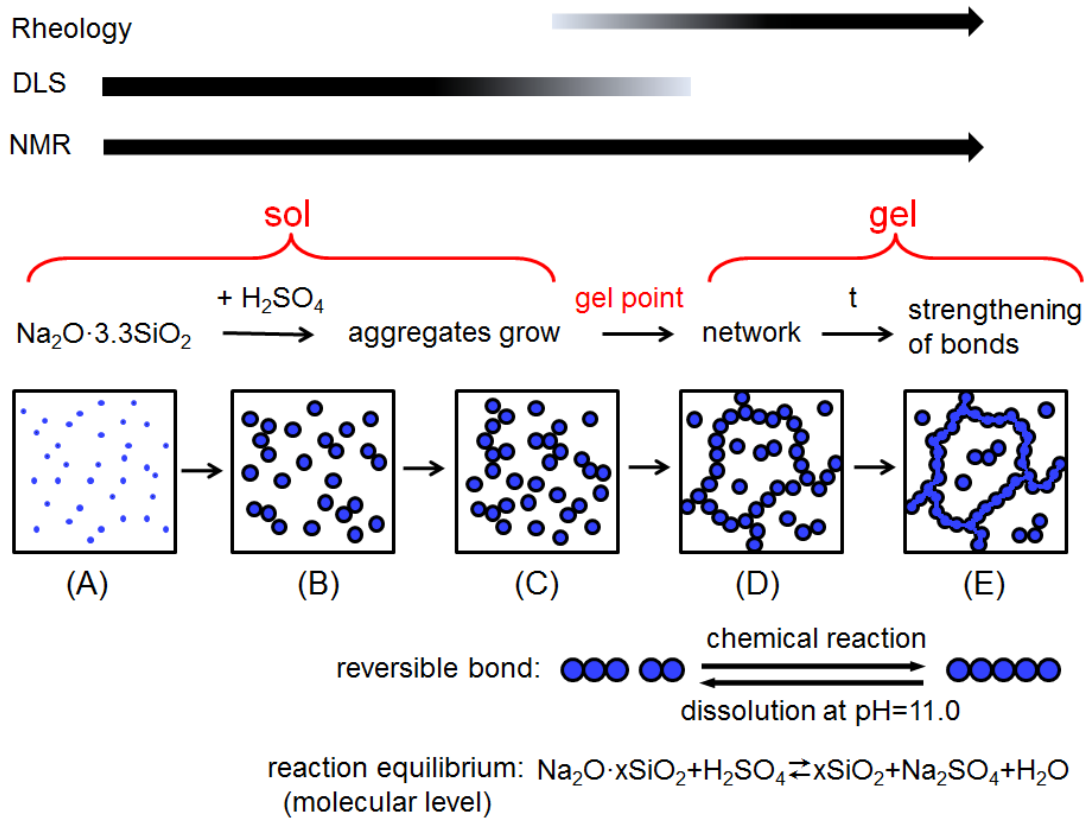 Rheology
DLS
NMR
sol
gel
+ H₂SO₄
gel point
t
Na₂O·3.3SiO₂
aggregates grow
network
strengthening
of bonds
(A)
(B)
(C)
(D)
(E)
chemical reaction
reversible bond:
dissolution at pH=11.0
reaction equilibrium: Na₂O·xSiO₂+H₂SO₄⇄xSiO₂+Na₂SO₄+H₂O
(molecular level)